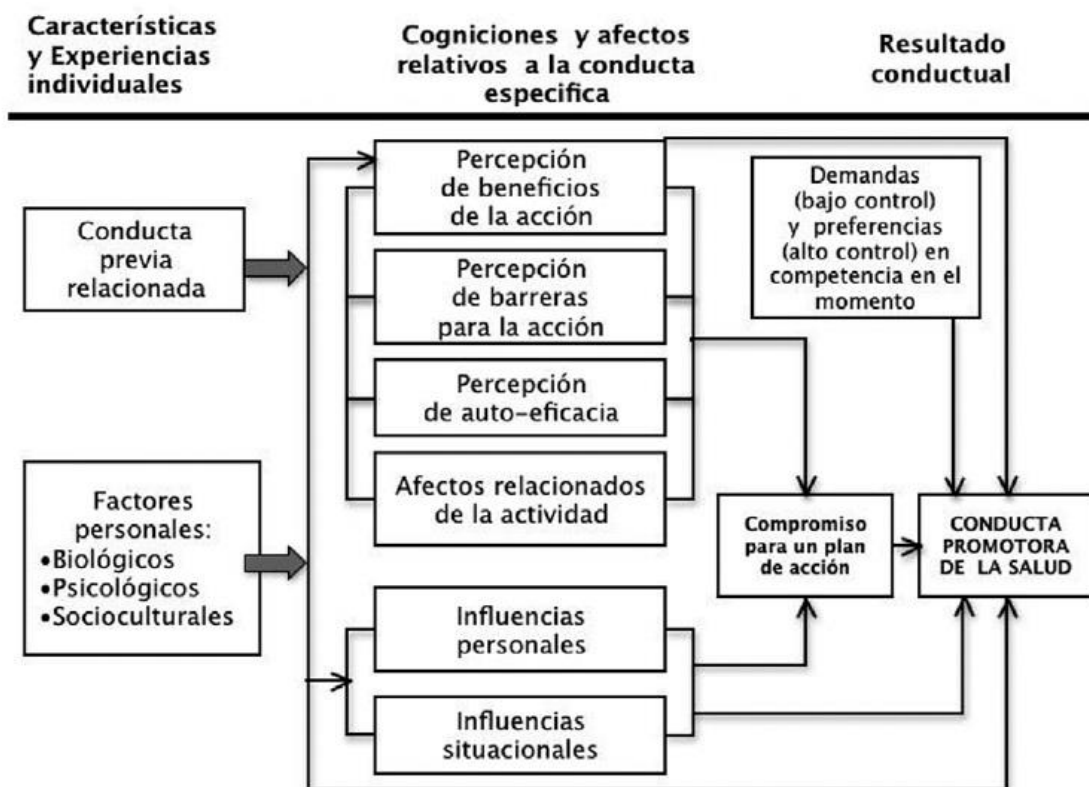 Características
y Experiencias
individuales
Cogniciones y afectos
relativos a la conducta
especifica
Resultado
conductual
Conducta
previa
relacionada
Factores
personales:
•Biológicos
•Psicológicos
•Socioculturales
Percepción
de beneficios
de la acción
Percepción
de barreras
para la acción
Percepción
de auto-eficacia
Afectos relacionados
de la actividad
Influencias
personales
Influencias
situacionales
Demandas
(bajo control)
y preferencias
(alto control) en
competencia en el
momento
Compromiso
para un plan
de acción
CONDUCTA
PROMOTORA
DE LA SALUD